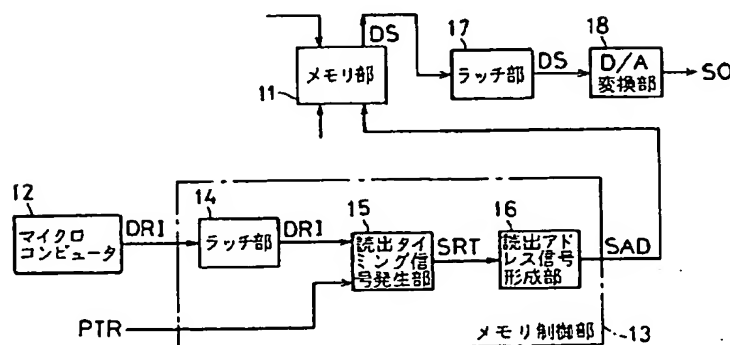 DS
17
18
メモリ部
11
ラッチ部
DS
D/A
変換部
SO
12
マイクロ
コンピュータ
DRI
14
ラッチ部
DRI
15
読出タイ
ミング信
号発生部
SRT
16
読出アド
レス信号
形成部
SAD
PTR
メモリ制御部
13